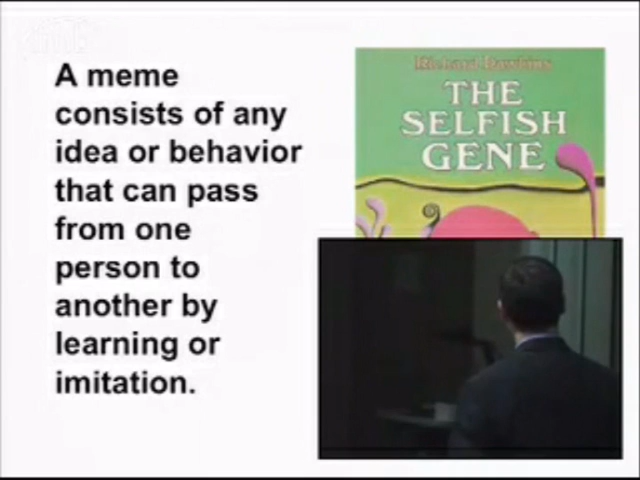 A meme
consists of any
idea or behavior
that can pass
from one
person to
another by
learning or
imitation.
Richard Dawkins
THE
SELFISH
GENE